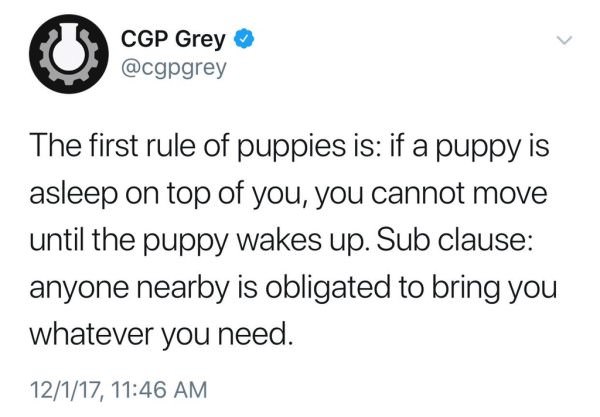 CGP Grey
@cgpgrey
The first rule of puppies is: if a puppy is
asleep on top of you, you cannot move
until the puppy wakes up. Sub clause:
anyone nearby is obligated to bring you
whatever you need.
12/1/17, 11:46 AM